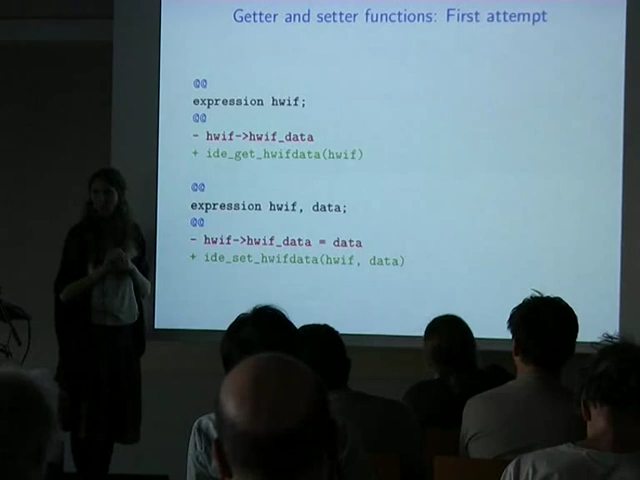 Getter and setter functions: First attempt
@@
expression hwif;
@@
- hwif->hwif_data
+ ide_get_hwifdata(hwif)
@@
expression hwif, data;
@@
- hwif->hwif_data = data
+ ide_set_hwifdata(hwif, data)